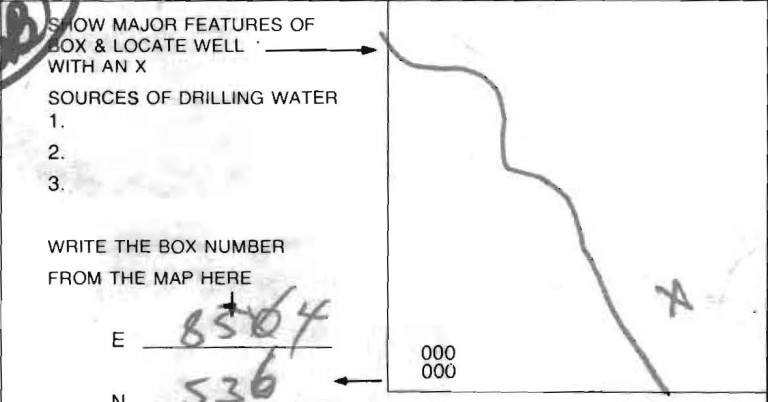 SHOW MAJOR FEATURES OF
BOX & LOCATE WELL
WITH AN X
SOURCES OF DRILLING WATER
1.
2.
3.
WRITE THE BOX NUMBER
FROM THE MAP HERE
E
N 536
000
000
X